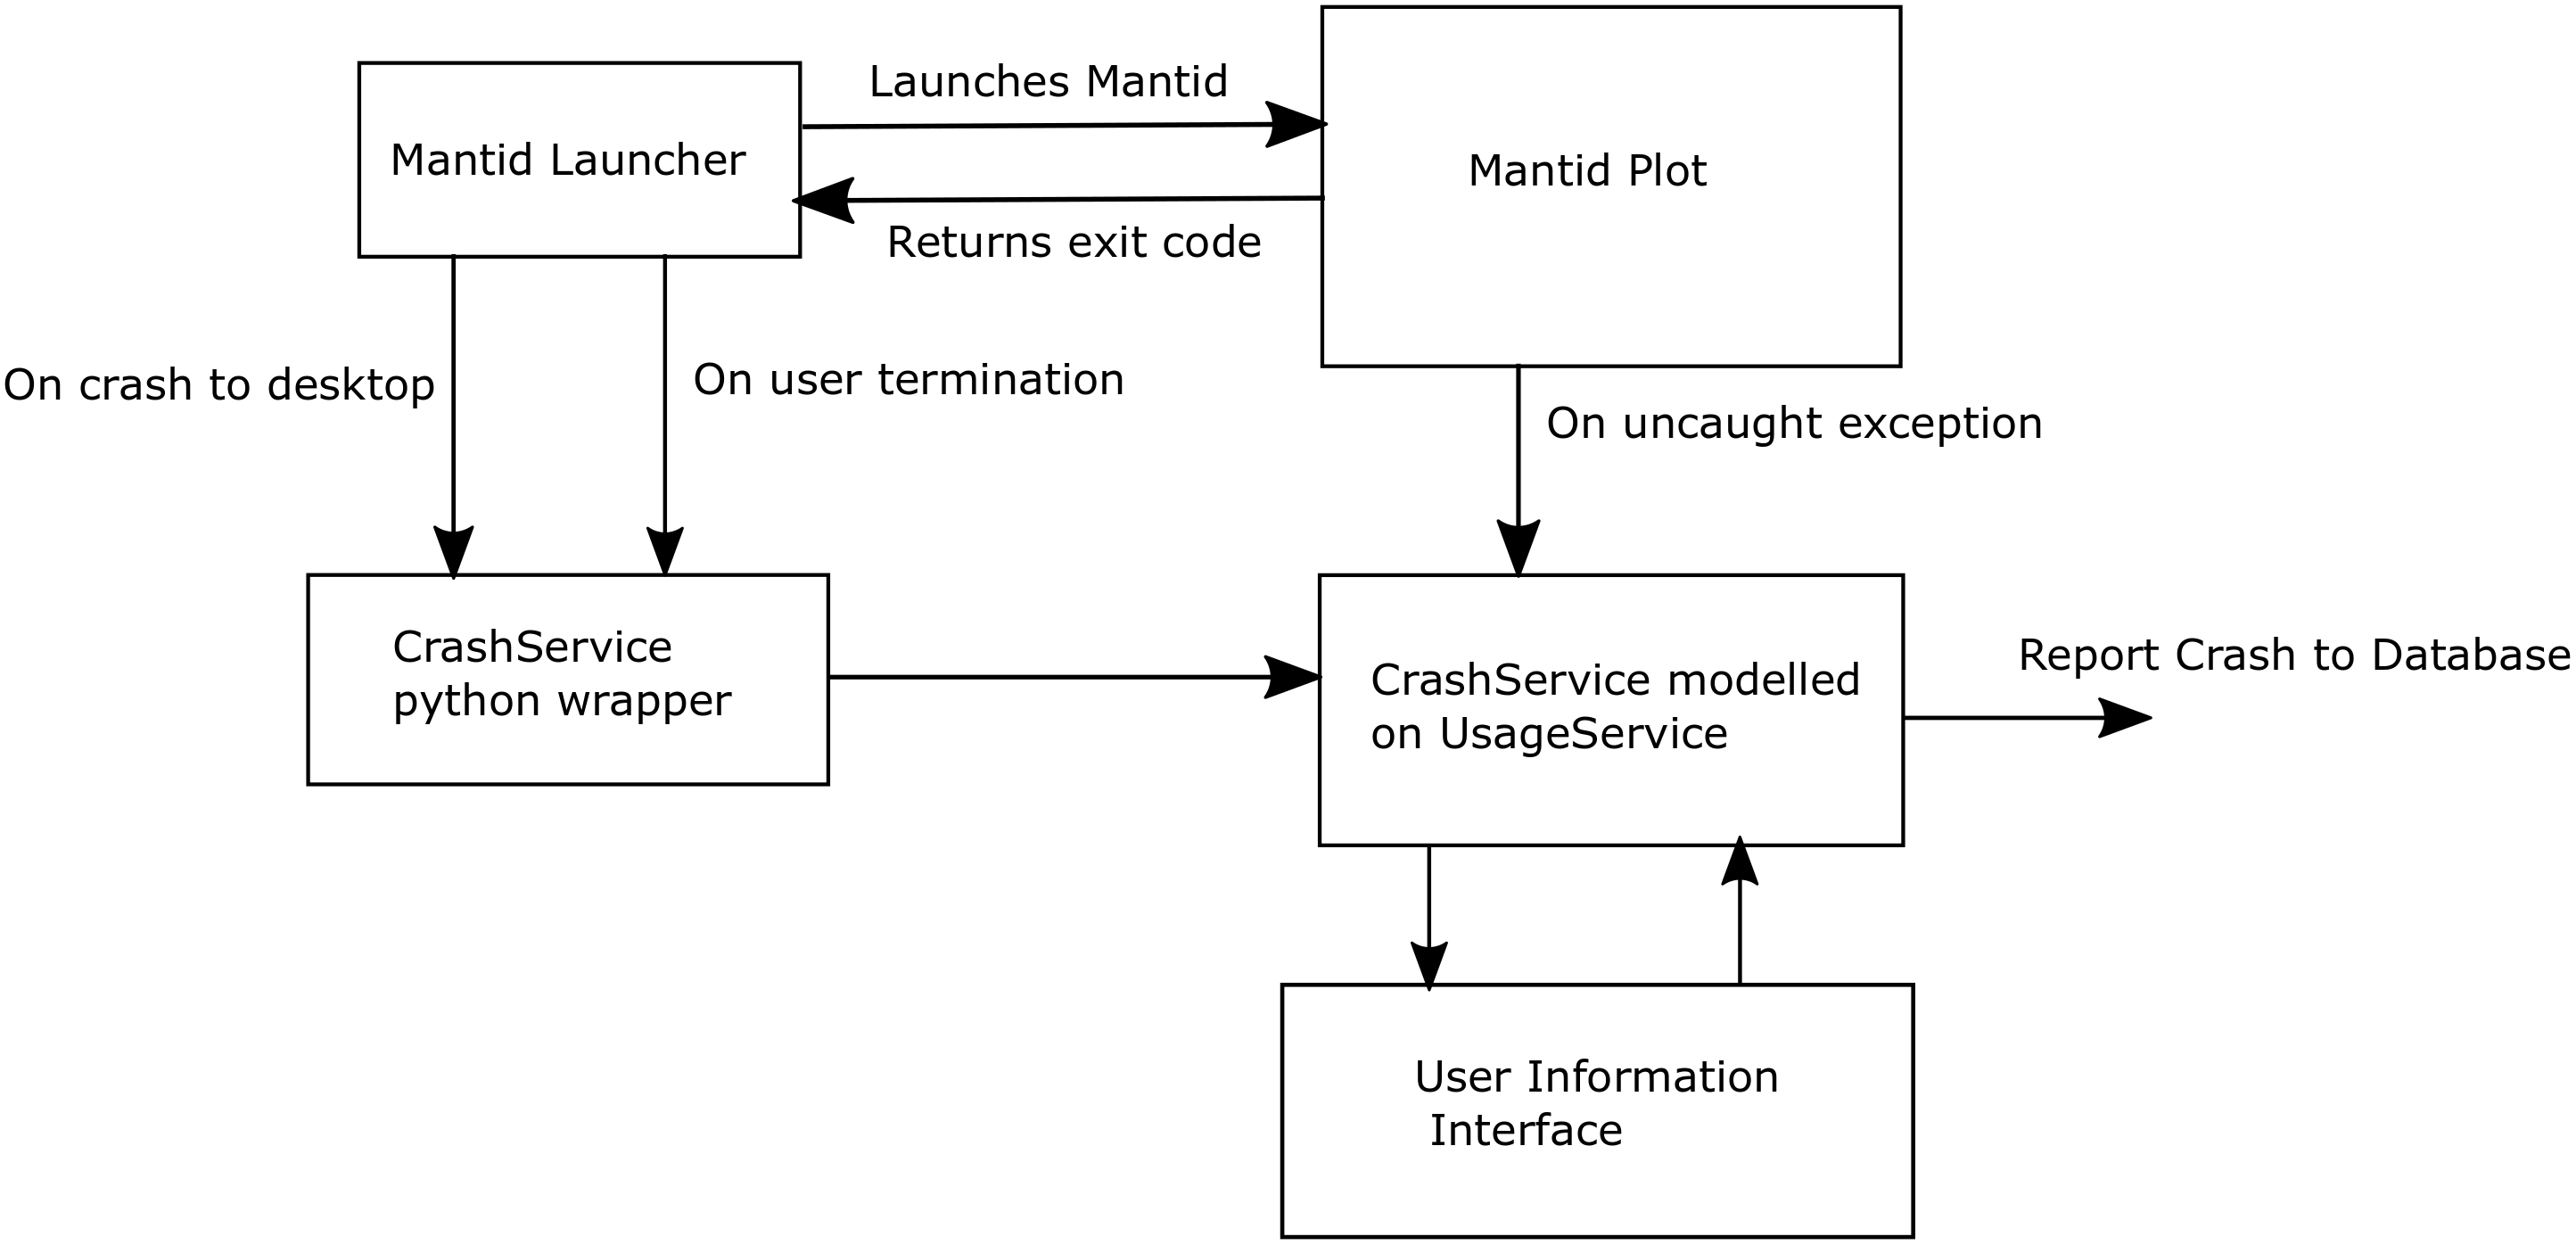 Launches Mantid
Mantid Launcher
Mantid Plot
Returns exit code
On crash to desktop
On user termination
On uncaught exception
CrashService
python wrapper
CrashService modelled
on UsageService
Report Crash to Database
User Information
Interface